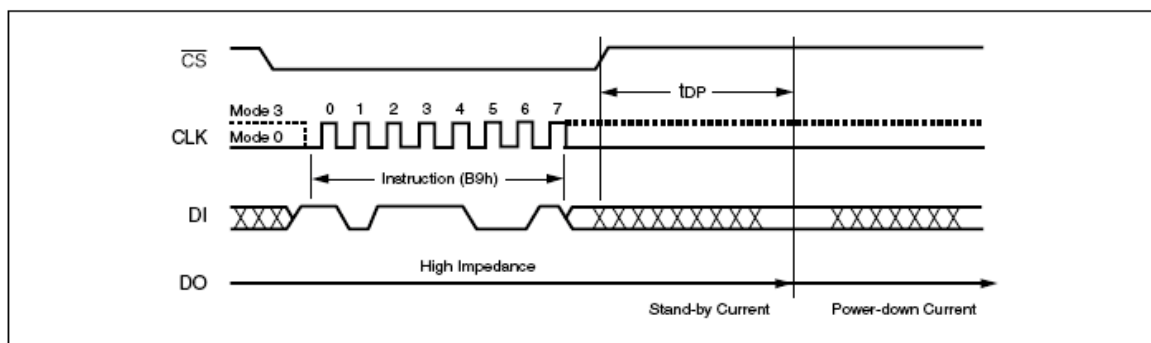 CS
tDP
Mode 3
0 1 2 3 4 5 6 7
CLK
Mode 0
Instruction (B9h)
DI
High Impedance
DO
Stand-by Current
Power-down Current